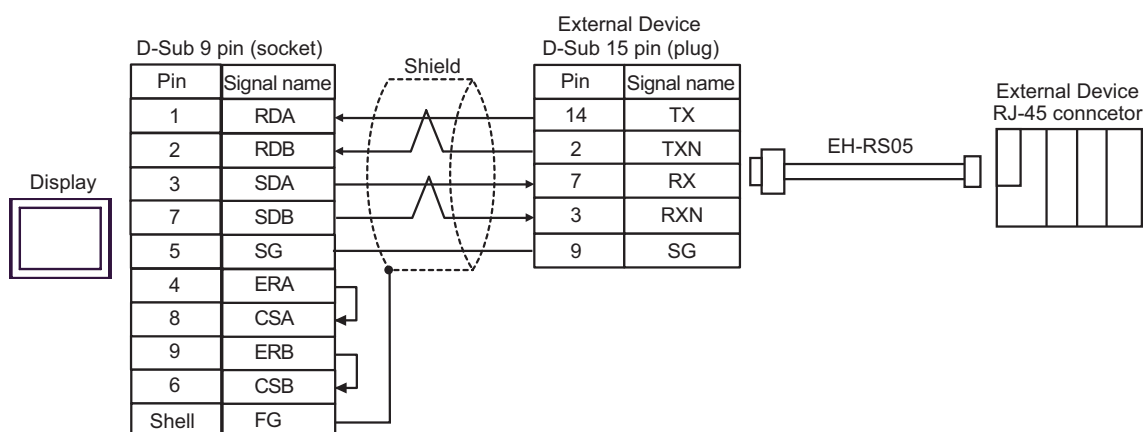 External Device
D-Sub 9 pin (socket)
D-Sub 15 pin (plug)
Shield
Pin Signal name
Pin Signal name
External Device
RJ-45 conncetor
1 RDA
14 TX
2 RDB
2 TXN
EH-RS05
Display
3 SDA
7 RX
7 SDB
3 RXN
5 SG
9 SG
4 ERA
8 CSA
9 ERB
6 CSB
Shell FG